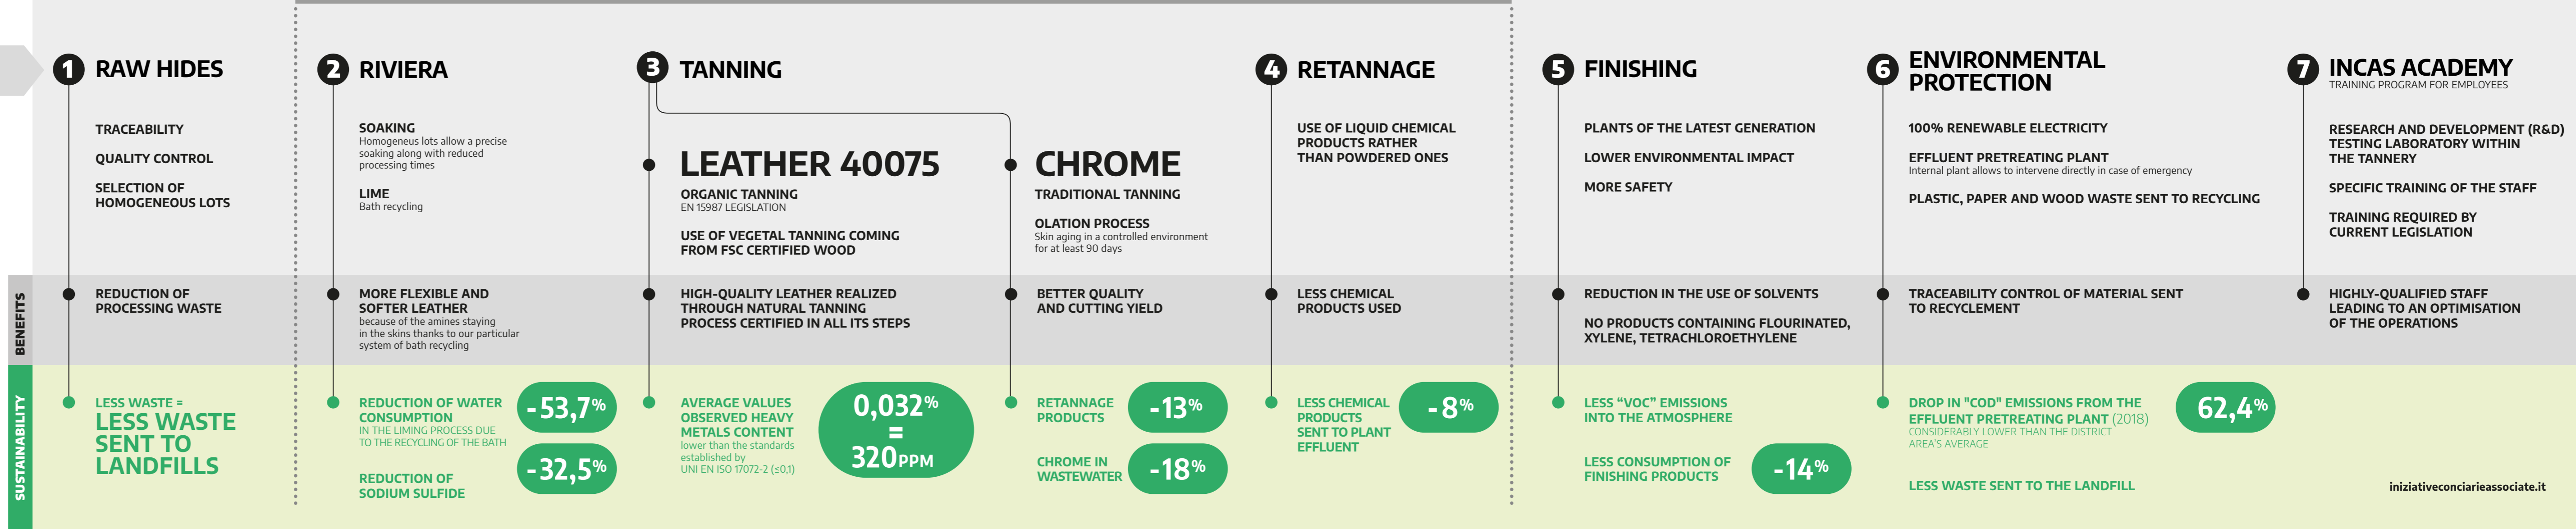 1 RAW HIDES
TRACEABILITY
QUALITY CONTROL
SELECTION OF
HOMOGENEOUS LOTS
2 RIVIERA
SOAKING
Homogeneus lots allow a precise
soaking along with reduced
processing times
LIME
Bath recycling
3 TANNING
LEATHER 40075
ORGANIC TANNING
EN 15987 LEGISLATION
USE OF VEGETAL TANNING COMING
FROM FSC CERTIFIED WOOD
CHROME
TRADITIONAL TANNING
OLATION PROCESS
Skin aging in a controlled environment
for at least 90 days
4 RETANNAGE
USE OF LIQUID CHEMICAL
PRODUCTS RATHER
THAN POWDERED ONES
5 FINISHING
PLANTS OF THE LATEST GENERATION
LOWER ENVIRONMENTAL IMPACT
MORE SAFETY
6 ENVIRONMENTAL
PROTECTION
100% RENEWABLE ELECTRICITY
EFFLUENT PRETREATING PLANT
Internal plant allows to intervene directly in case of emergency
PLASTIC, PAPER AND WOOD WASTE SENT TO RECYCLING
7 INCAS ACADEMY
TRAINING PROGRAM FOR EMPLOYEES
RESEARCH AND DEVELOPMENT (R&D)
TESTING LABORATORY WITHIN
THE TANNERY
SPECIFIC TRAINING OF THE STAFF
TRAINING REQUIRED BY
CURRENT LEGISLATION
BENEFITS
REDUCTION OF
PROCESSING WASTE
MORE FLEXIBLE AND
SOFTER LEATHER
because of the amines staying
in the skins thanks to our particular
system of bath recycling
HIGH-QUALITY LEATHER REALIZED
THROUGH NATURAL TANNING
PROCESS CERTIFIED IN ALL ITS STEPS
BETTER QUALITY
AND CUTTING YIELD
LESS CHEMICAL
PRODUCTS USED
REDUCTION IN THE USE OF SOLVENTS
NO PRODUCTS CONTAINING FLOURINATED,
XYLENE, TETRACHLOROETHYLENE
TRACEABILITY CONTROL OF MATERIAL SENT
TO RECYCLEMENT
HIGHLY-QUALIFIED STAFF
LEADING TO AN OPTIMISATION
OF THE OPERATIONS
SUSTAINABILITY
LESS WASTE =
LESS WASTE
SENT TO
LANDFILLS
REDUCTION OF WATER
CONSUMPTION
IN THE LIMING PROCESS DUE
TO THE RECYCLING OF THE BATH
-53,7%
REDUCTION OF
SODIUM SULFIDE
-32,5%
AVERAGE VALUES
OBSERVED HEAVY
METALS CONTENT
lower than the standards
established by
UNI EN ISO 17072-2 (≤0,1)
0,032%
=
320 PPM
RETANNAGE
PRODUCTS
-13%
CHROME IN
WASTEWATER
-18%
LESS CHEMICAL
PRODUCTS
SENT TO PLANT
EFFLUENT
-8%
LESS “VOC” EMISSIONS
INTO THE ATMOSPHERE
LESS CONSUMPTION OF
FINISHING PRODUCTS
-14%
DROP IN "COD" EMISSIONS FROM THE
EFFLUENT PRETREATING PLANT (2018)
CONSIDERABLY LOWER THAN THE DISTRICT
AREA'S AVERAGE
62,4%
LESS WASTE SENT TO THE LANDFILL
iniziativeconciarieassociate.it